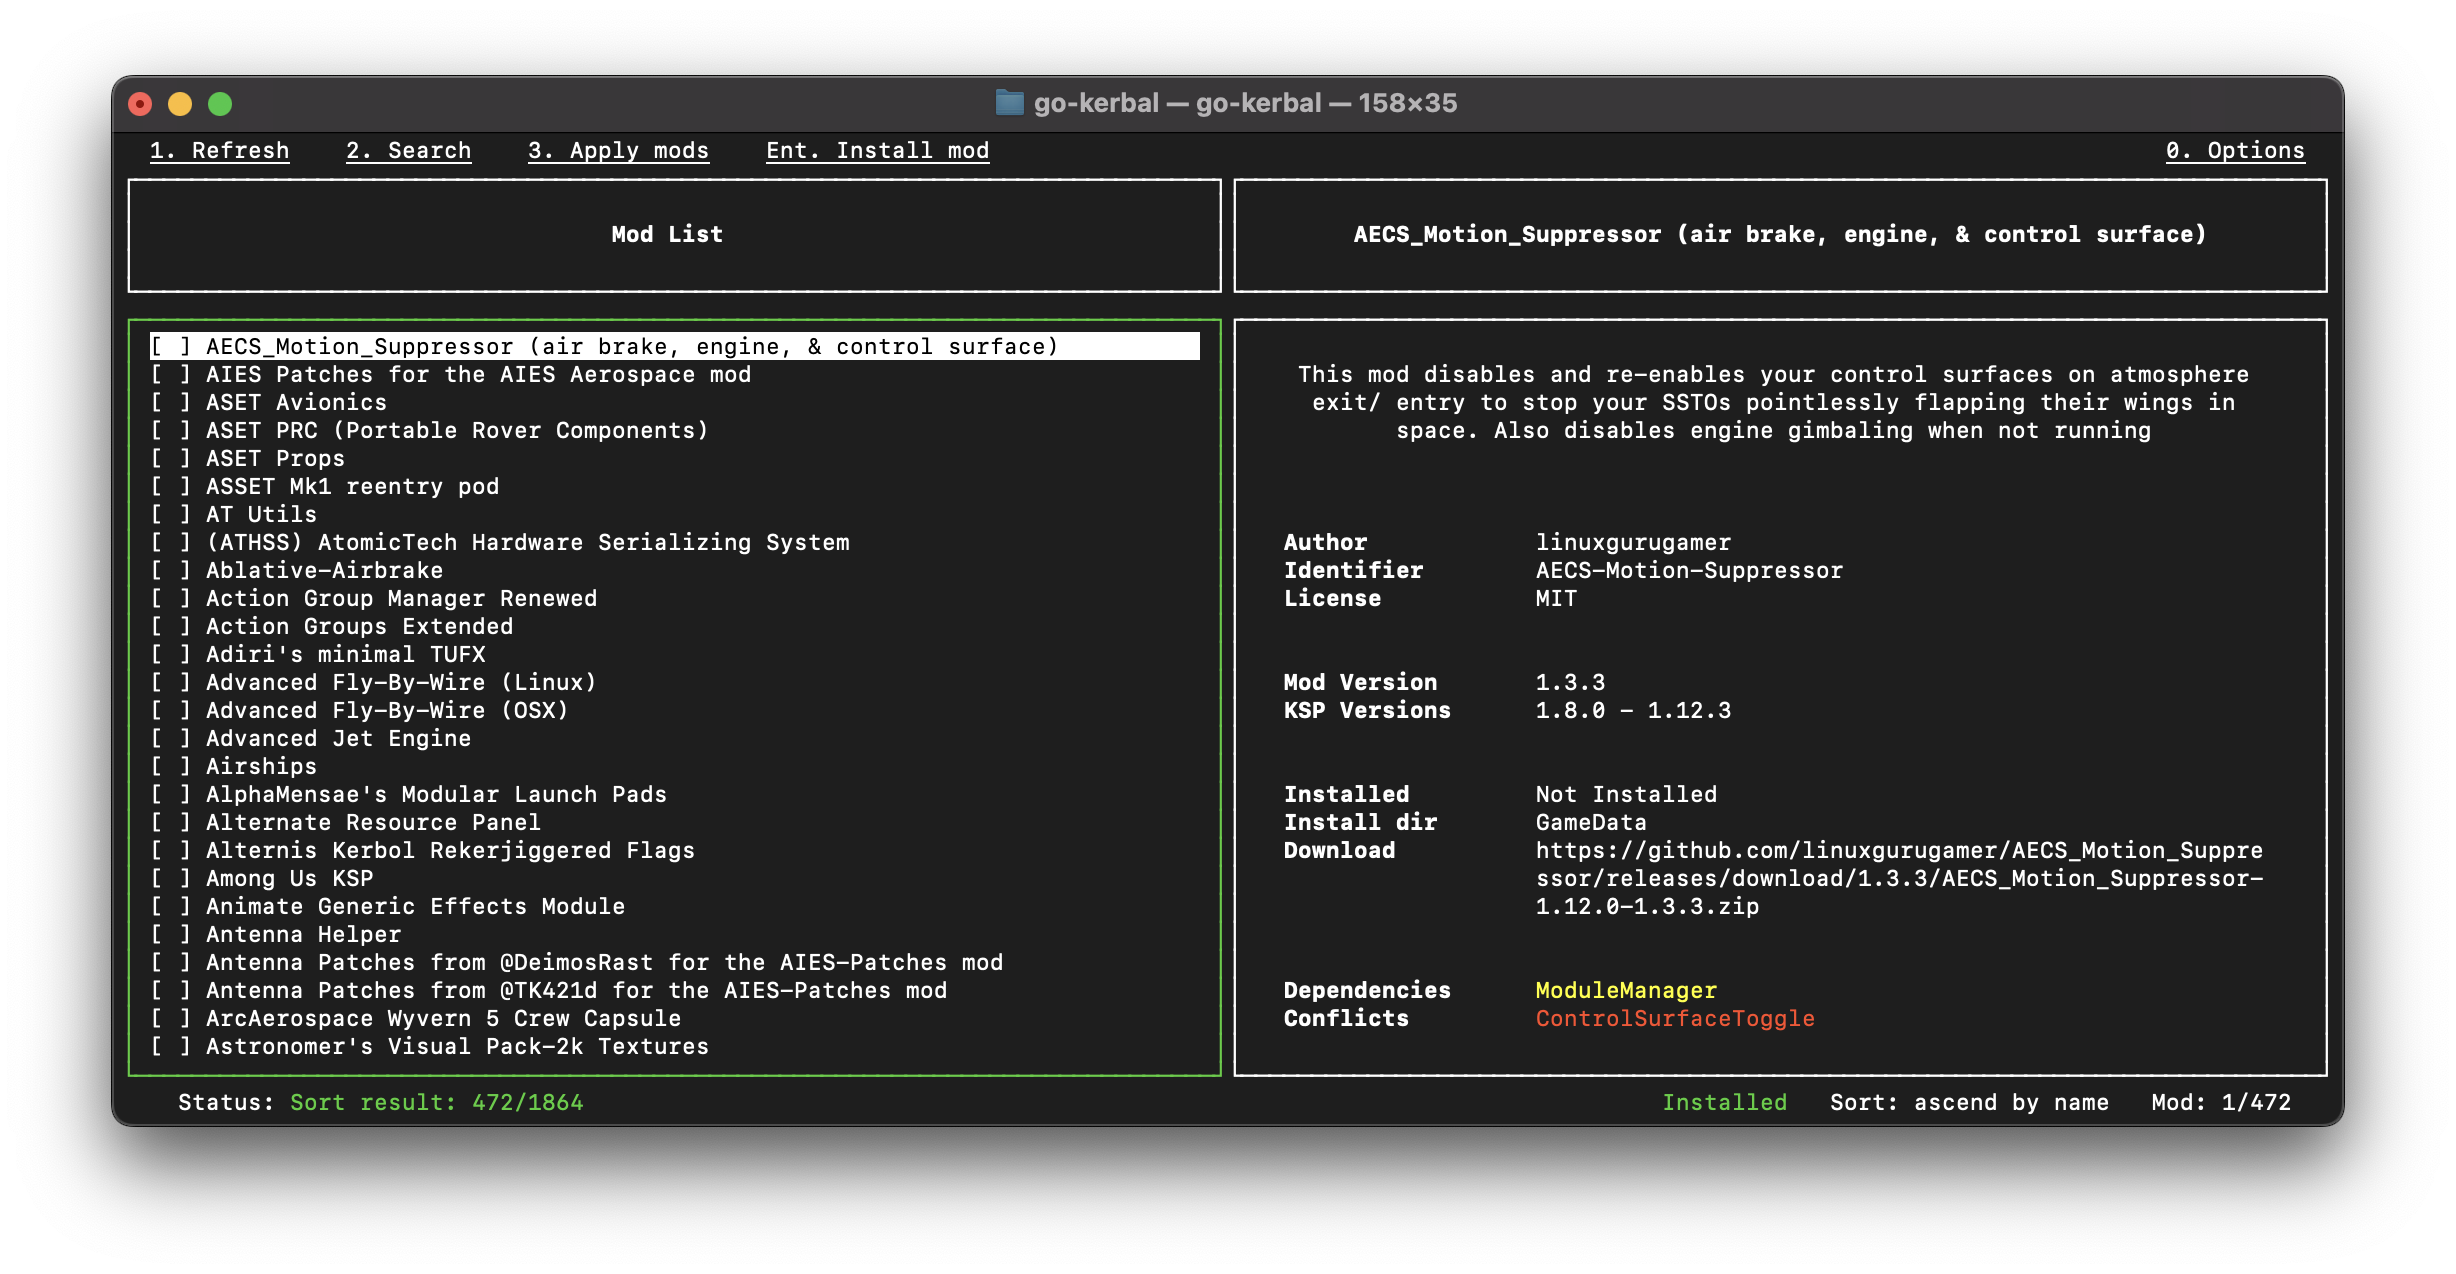 go-kerbal — go-kerbal — 158×35
1. Refresh 2. Search 3. Apply mods Ent. Install mod 0. Options
Mod List
AECS_Motion_Suppressor (air brake, engine, & control surface)
[ ] AECS_Motion_Suppressor (air brake, engine, & control surface)
[ ] AIES Patches for the AIES Aerospace mod
[ ] ASET Avionics
[ ] ASET PRC (Portable Rover Components)
[ ] ASET Props
[ ] ASSET Mk1 reentry pod
[ ] AT Utils
[ ] (ATHSS) AtomicTech Hardware Serializing System
[ ] Ablative-Airbrake
[ ] Action Group Manager Renewed
[ ] Action Groups Extended
[ ] Adiri's minimal TUFX
[ ] Advanced Fly-By-Wire (Linux)
[ ] Advanced Fly-By-Wire (OSX)
[ ] Advanced Jet Engine
[ ] Airships
[ ] AlphaMensae's Modular Launch Pads
[ ] Alternate Resource Panel
[ ] Alternis Kerbol Rekerjiggered Flags
[ ] Among Us KSP
[ ] Animate Generic Effects Module
[ ] Antenna Helper
[ ] Antenna Patches from @DeimosRast for the AIES-Patches mod
[ ] Antenna Patches from @TK421d for the AIES-Patches mod
[ ] ArcAerospace Wyvern 5 Crew Capsule
[ ] Astronomer's Visual Pack-2k Textures
This mod disables and re-enables your control surfaces on atmosphere
exit/ entry to stop your SSTOs pointlessly flapping their wings in
space. Also disables engine gimbaling when not running
Author linuxgurugamer
Identifier AECS-Motion-Suppressor
License MIT
Mod Version 1.3.3
KSP Versions 1.8.0 - 1.12.3
Installed Not Installed
Install dir GameData
Download https://github.com/linuxgurugamer/AECS_Motion_Suppre
ssor/releases/download/1.3.3/AECS_Motion_Suppressor-
1.12.0-1.3.3.zip
Dependencies ModuleManager
Conflicts ControlSurfaceToggle
Status: Sort result: 472/1864 Installed Sort: ascend by name Mod: 1/472